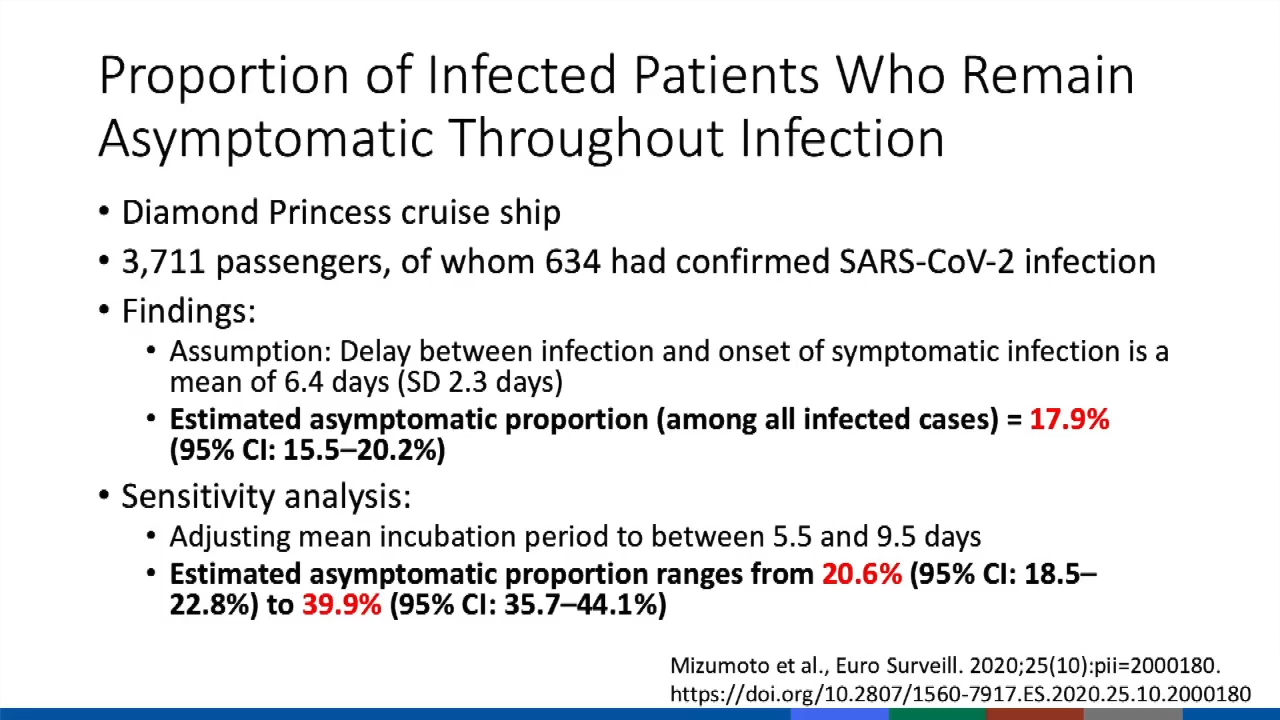 Proportion of Infected Patients Who Remain
Asymptomatic Throughout Infection
• Diamond Princess cruise ship
• 3,711 passengers, of whom 634 had confirmed SARS-CoV-2 infection
• Findings:
• Assumption: Delay between infection and onset of symptomatic infection is a
mean of 6.4 days (SD 2.3 days)
• Estimated asymptomatic proportion (among all infected cases) = 17.9%
(95% CI: 15.5–20.2%)
• Sensitivity analysis:
• Adjusting mean incubation period to between 5.5 and 9.5 days
• Estimated asymptomatic proportion ranges from 20.6% (95% CI: 18.5–
22.8%) to 39.9% (95% CI: 35.7–44.1%)
Mizumoto et al., Euro Surveill. 2020;25(10):pii=2000180.
https://doi.org/10.2807/1560-7917.ES.2020.25.10.2000180